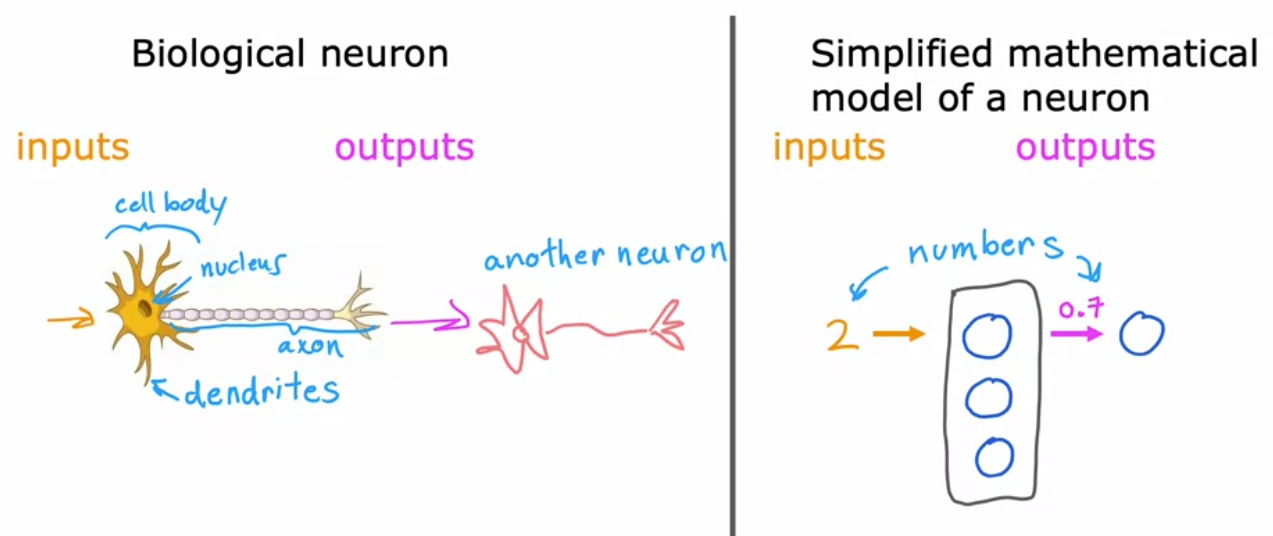 Biological neuron
inputs
outputs
cell body
nucleus
another neuron
axon
dendrites
Simplified mathematical
model of a neuron
inputs
outputs
numbers
2
0.7